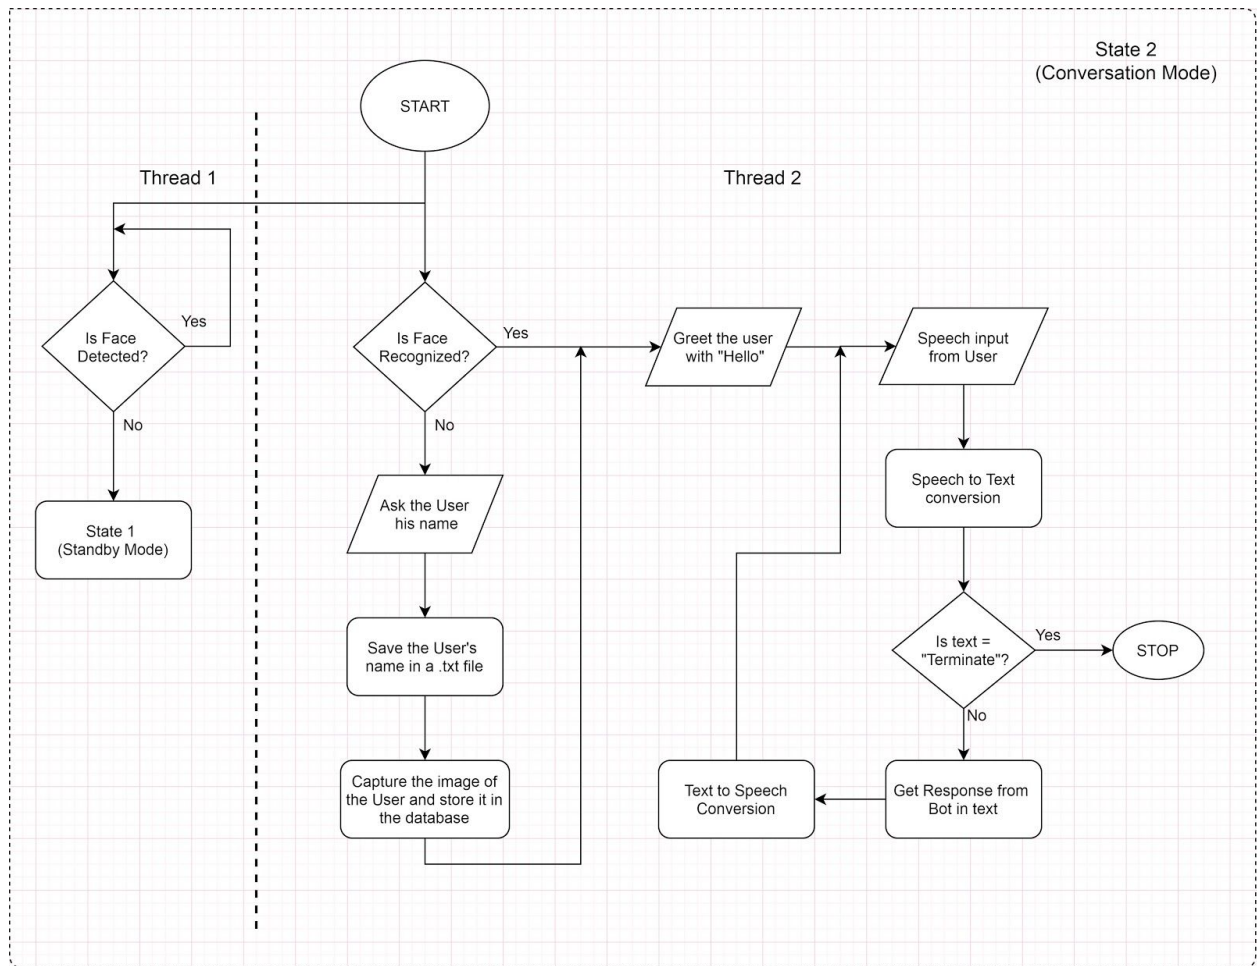 State 2
(Conversation Mode)
START
Thread 1
Thread 2
Is Face
Detected?
Yes
No
State 1
(Standby Mode)
Is Face
Recognized?
Yes
No
Ask the User
his name
Save the User's
name in a .txt file
Capture the image of
the User and store it in
the database
Greet the user
with "Hello"
Speech input
from User
Speech to Text
conversion
Is text =
"Terminate"?
Yes
STOP
No
Get Response from
Bot in text
Text to Speech
Conversion